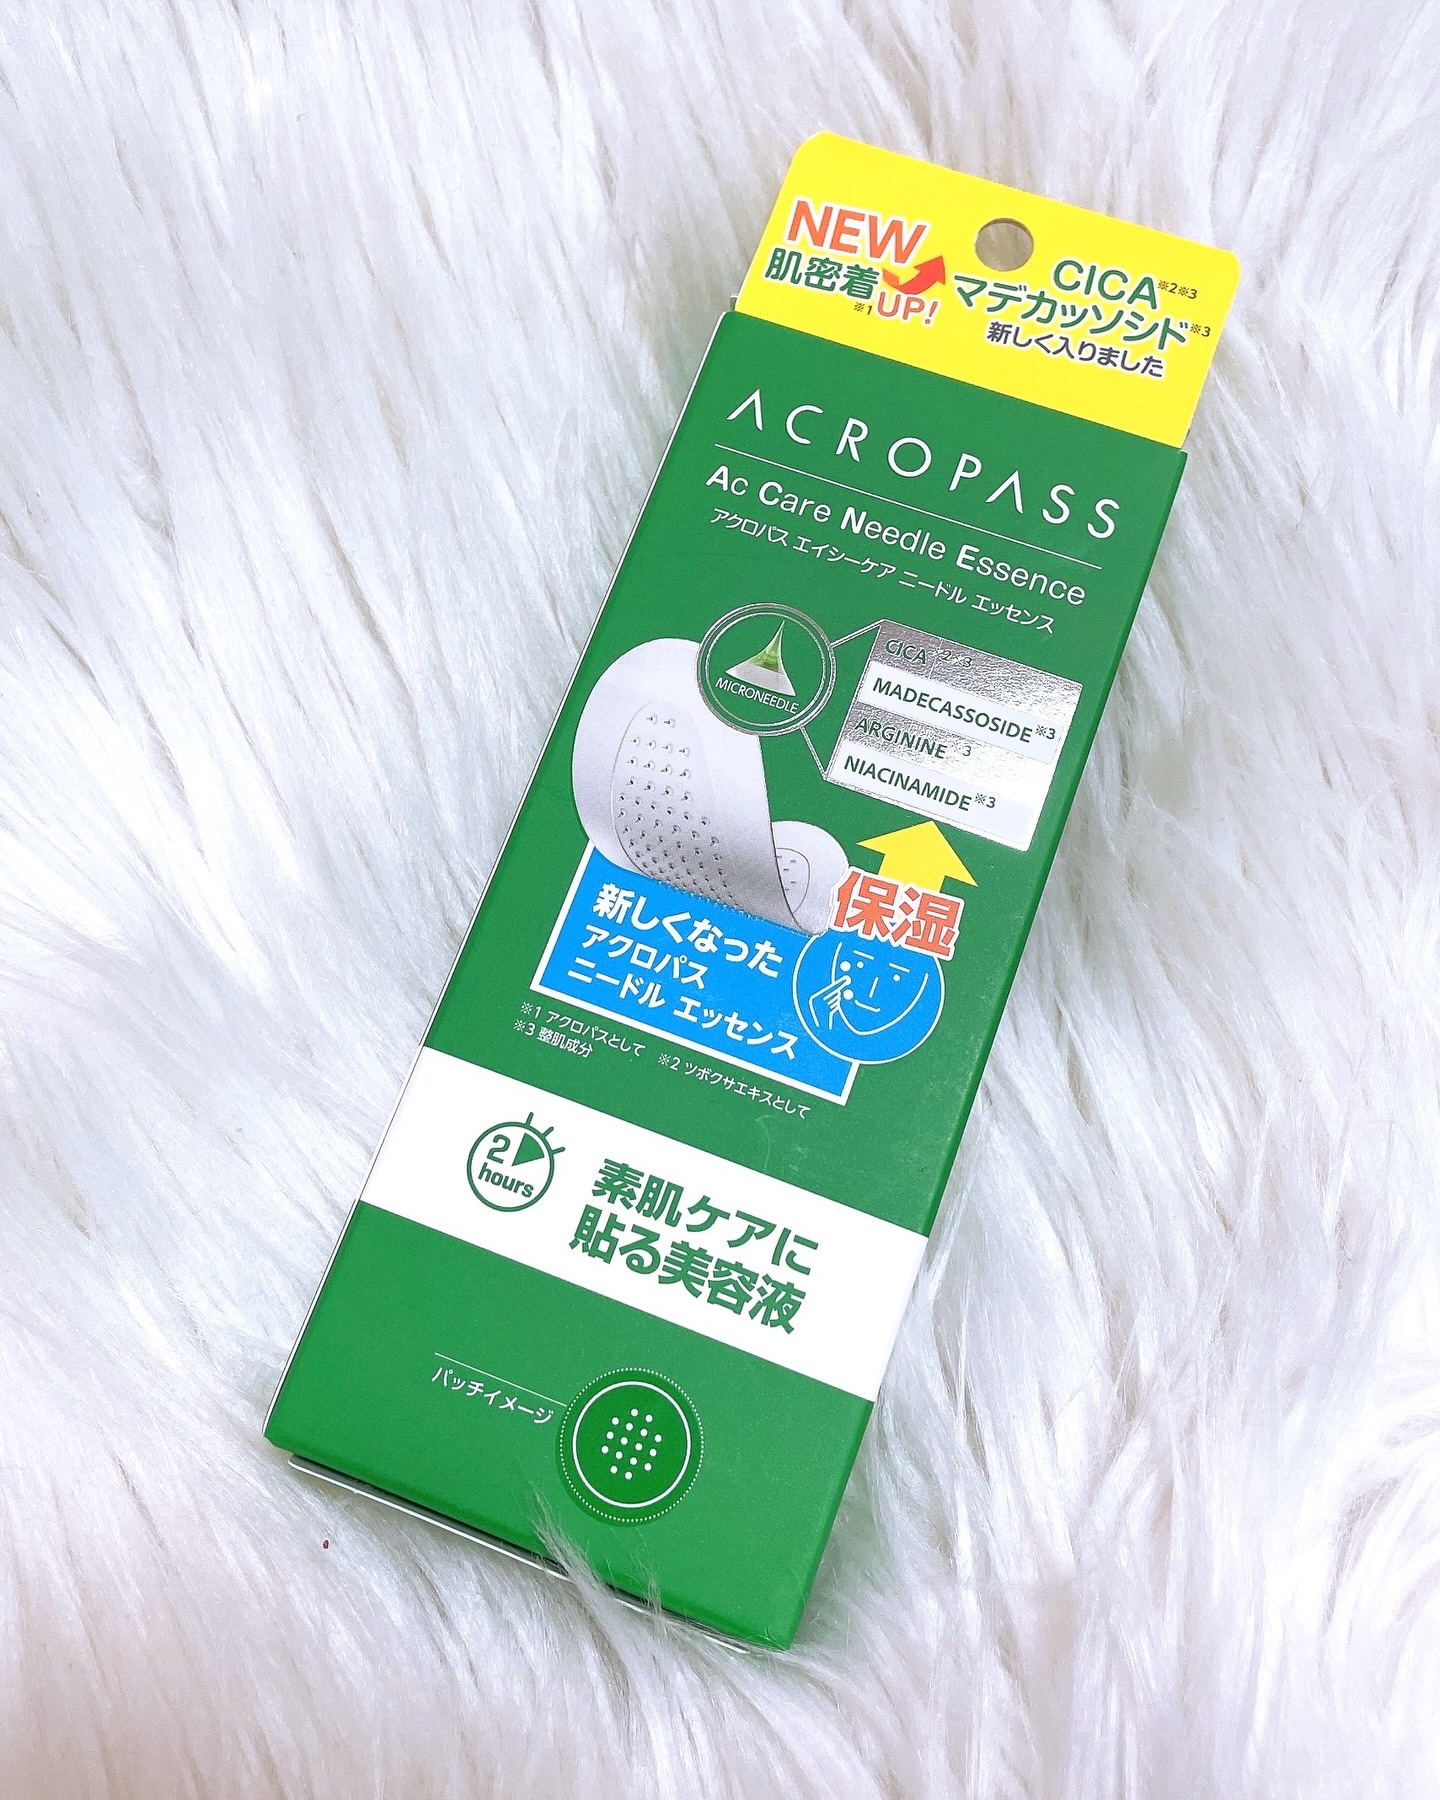 NEW
肌密着※1 UP!
CICA※2※3
マデカッソシド※3
新しく入りました
ACROPASS
Ac Care Needle Essence
アクロパス エイシーケア ニードル エッセンス
MICRONEEDLE
CICA※2※3
MADECASSOSIDE※3
ARGININE※3
NIACINAMIDE※3
保湿
新しくなった
アクロパス
ニードル エッセンス
※1 アクロパスとして ※2 ツボクサエキスとして
※3 整肌成分
2
hours
素肌ケアに
貼る美容液
パッチイメージ